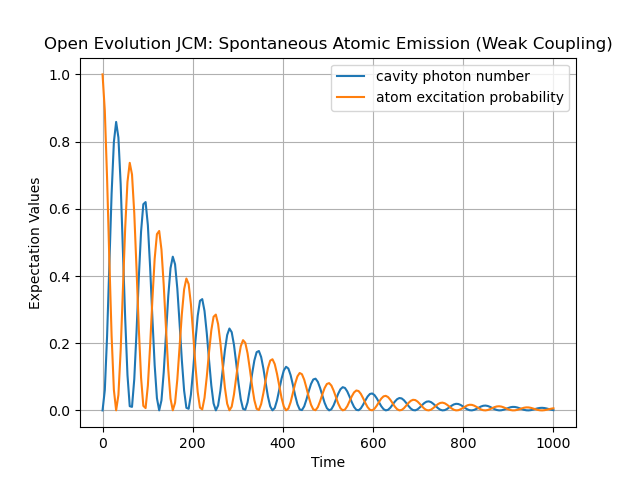 Open Evolution JCM: Spontaneous Atomic Emission (Weak Coupling)
cavity photon number
atom excitation probability
Expectation Values
1.0
0.8
0.6
0.4
0.2
0.0
0 200 400 600 800 1000
Time